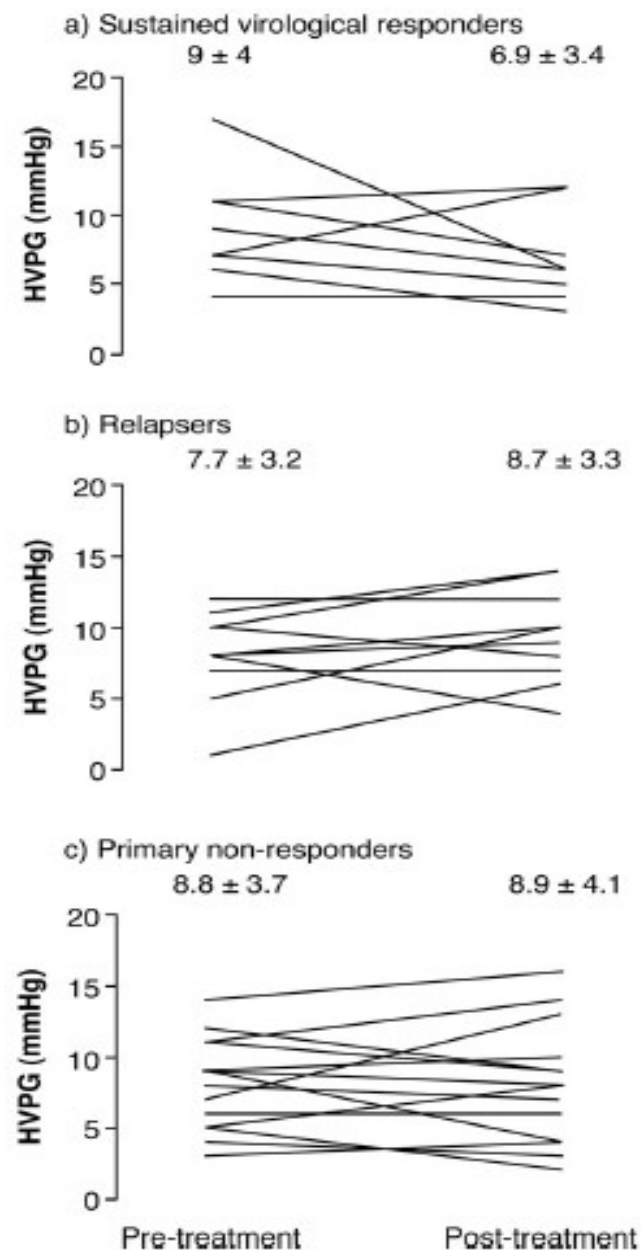 a) Sustained virological responders
9 ± 4 6.9 ± 3.4
20
15
10
5
0
HVPG (mmHg)
b) Relapsers
7.7 ± 3.2 8.7 ± 3.3
20
15
10
5
0
HVPG (mmHg)
c) Primary non-responders
8.8 ± 3.7 8.9 ± 4.1
20
15
10
5
0
HVPG (mmHg)
Pre-treatment Post-treatment